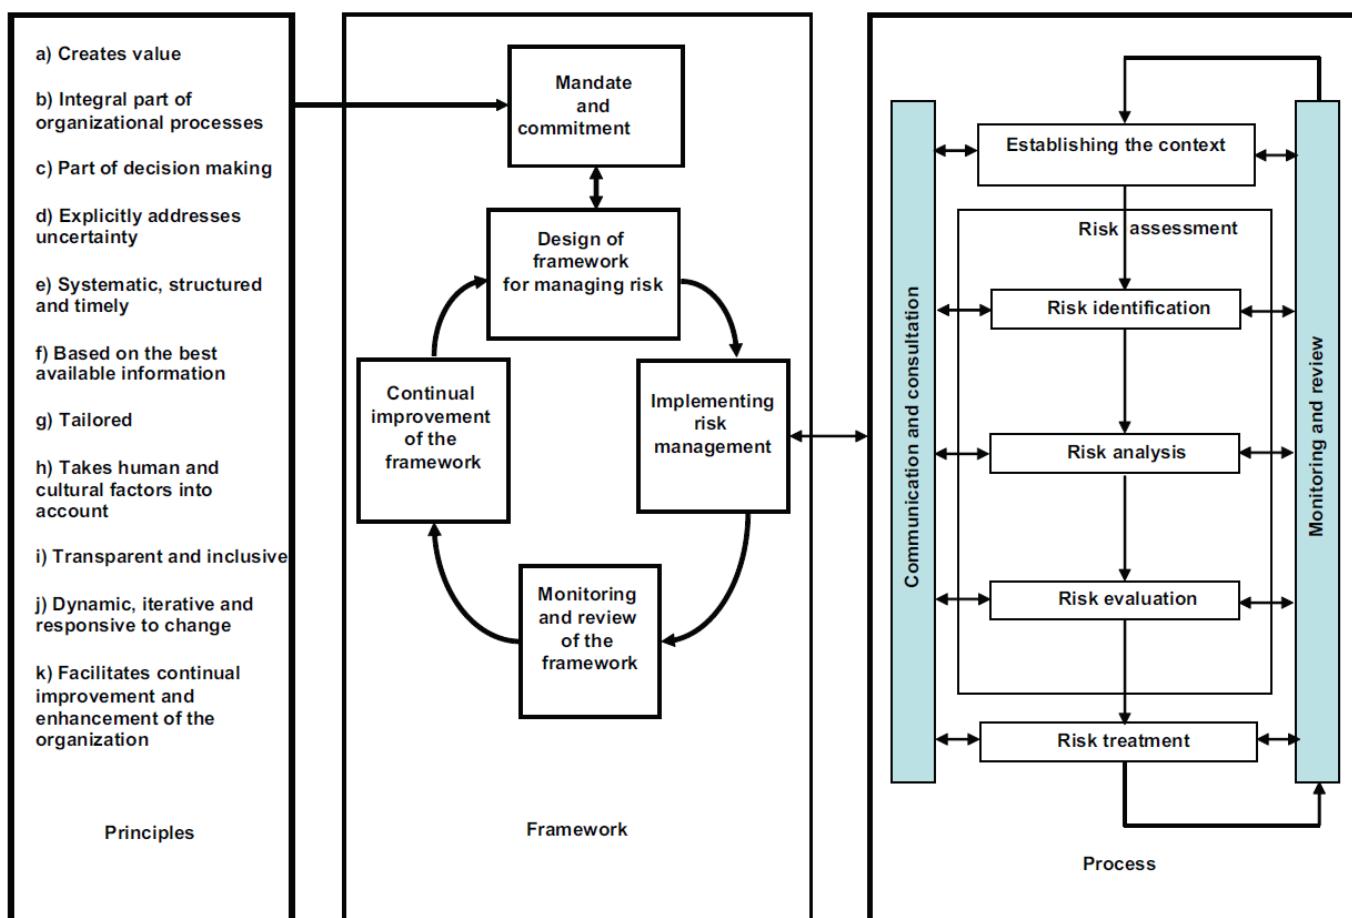 a) Creates value
b) Integral part of
organizational processes
c) Part of decision making
d) Explicitly addresses
uncertainty
e) Systematic, structured
and timely
f) Based on the best
available information
g) Tailored
h) Takes human and
cultural factors into
account
i) Transparent and inclusive
j) Dynamic, iterative and
responsive to change
k) Facilitates continual
improvement and
enhancement of the
organization
Principles
Mandate
and
commitment
Design of
framework
for managing risk
Implementing
risk
management
Monitoring
and review
of the
framework
Continual
improvement
of the
framework
Framework
Communication and consultation
Establishing the context
Risk assessment
Risk identification
Risk analysis
Risk evaluation
Risk treatment
Monitoring and review
Process